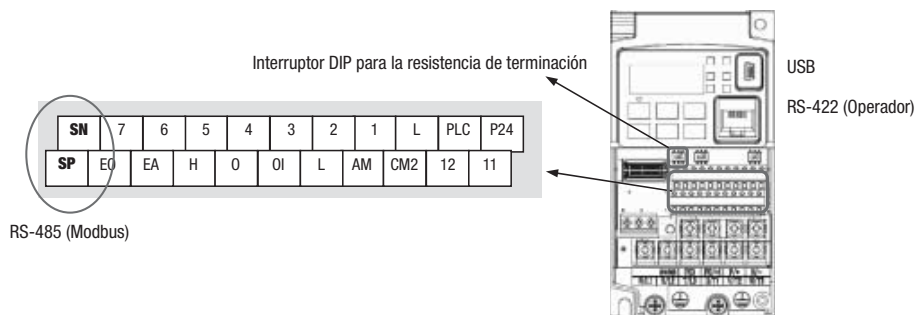 Interruptor DIP para la resistencia de terminación
USB
RS-422 (Operador)
SN 7 6 5 4 3 2 1 L PLC P24
SP EO EA H O OI L AM CM2 12 11
RS-485 (Modbus)